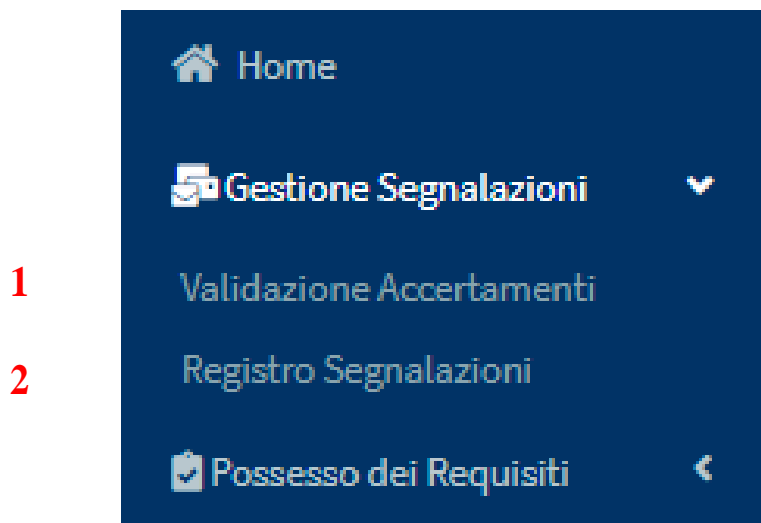 Home
Gestione Segnalazioni
1 Validazione Accertamenti
2 Registro Segnalazioni
Possesso dei Requisiti